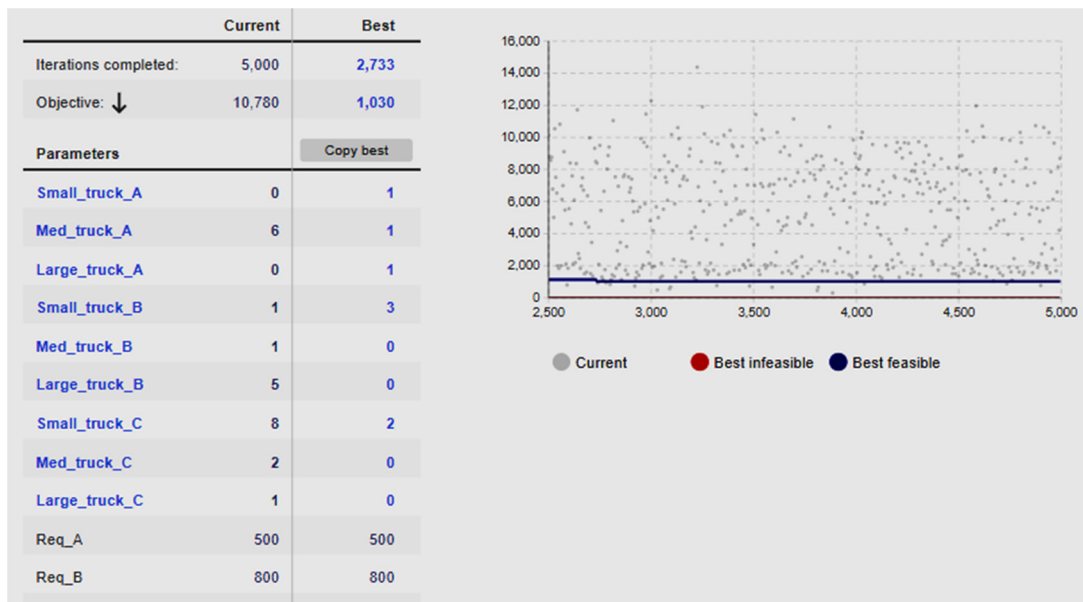 Current Best
Iterations completed: 5,000 2,733
Objective: ↓ 10,780 1,030
Parameters Copy best
Small_truck_A 0 1
Med_truck_A 6 1
Large_truck_A 0 1
Small_truck_B 1 3
Med_truck_B 1 0
Large_truck_B 5 0
Small_truck_C 8 2
Med_truck_C 2 0
Large_truck_C 1 0
Req_A 500 500
Req_B 800 800
16,000
14,000
12,000
10,000
8,000
6,000
4,000
2,000
0
2,500 3,000 3,500 4,000 4,500 5,000
Current Best infeasible Best feasible